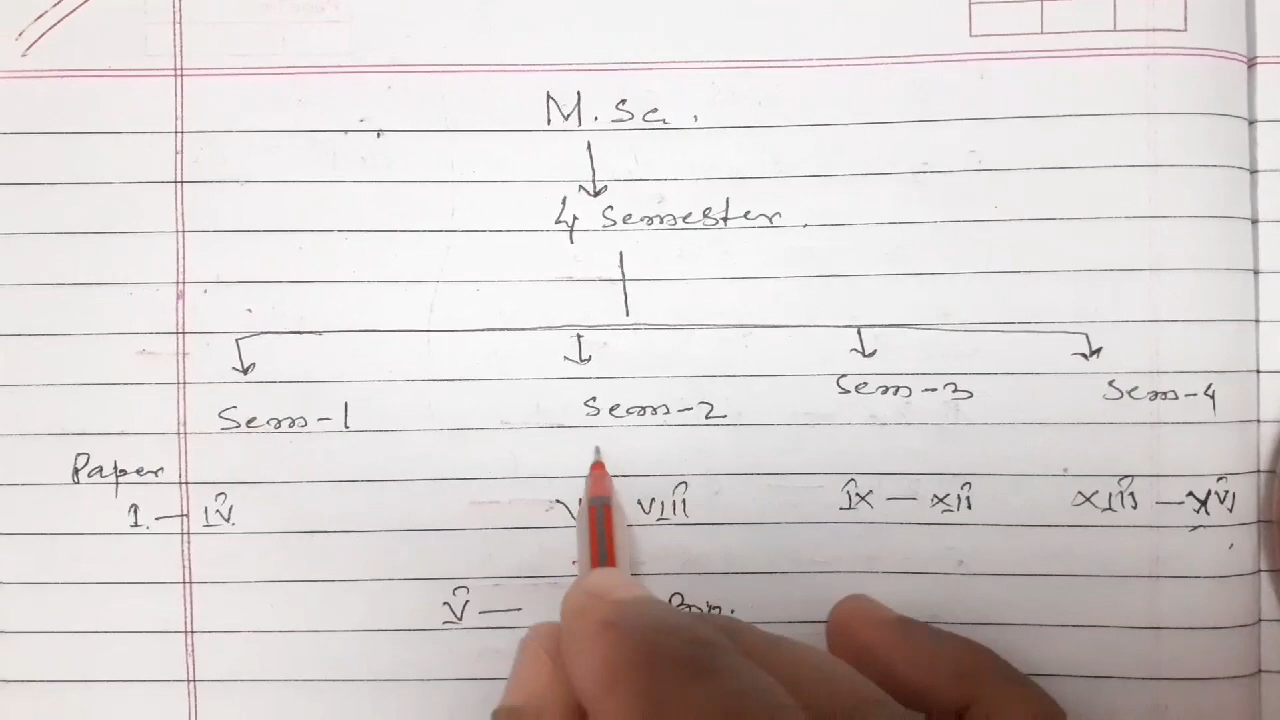 M.Sc.
4 Semester.
Sem-1 Sem-2 Sem-3 Sem-4
Paper
I - IV V VIII IX - XII XIII - XVI
V -